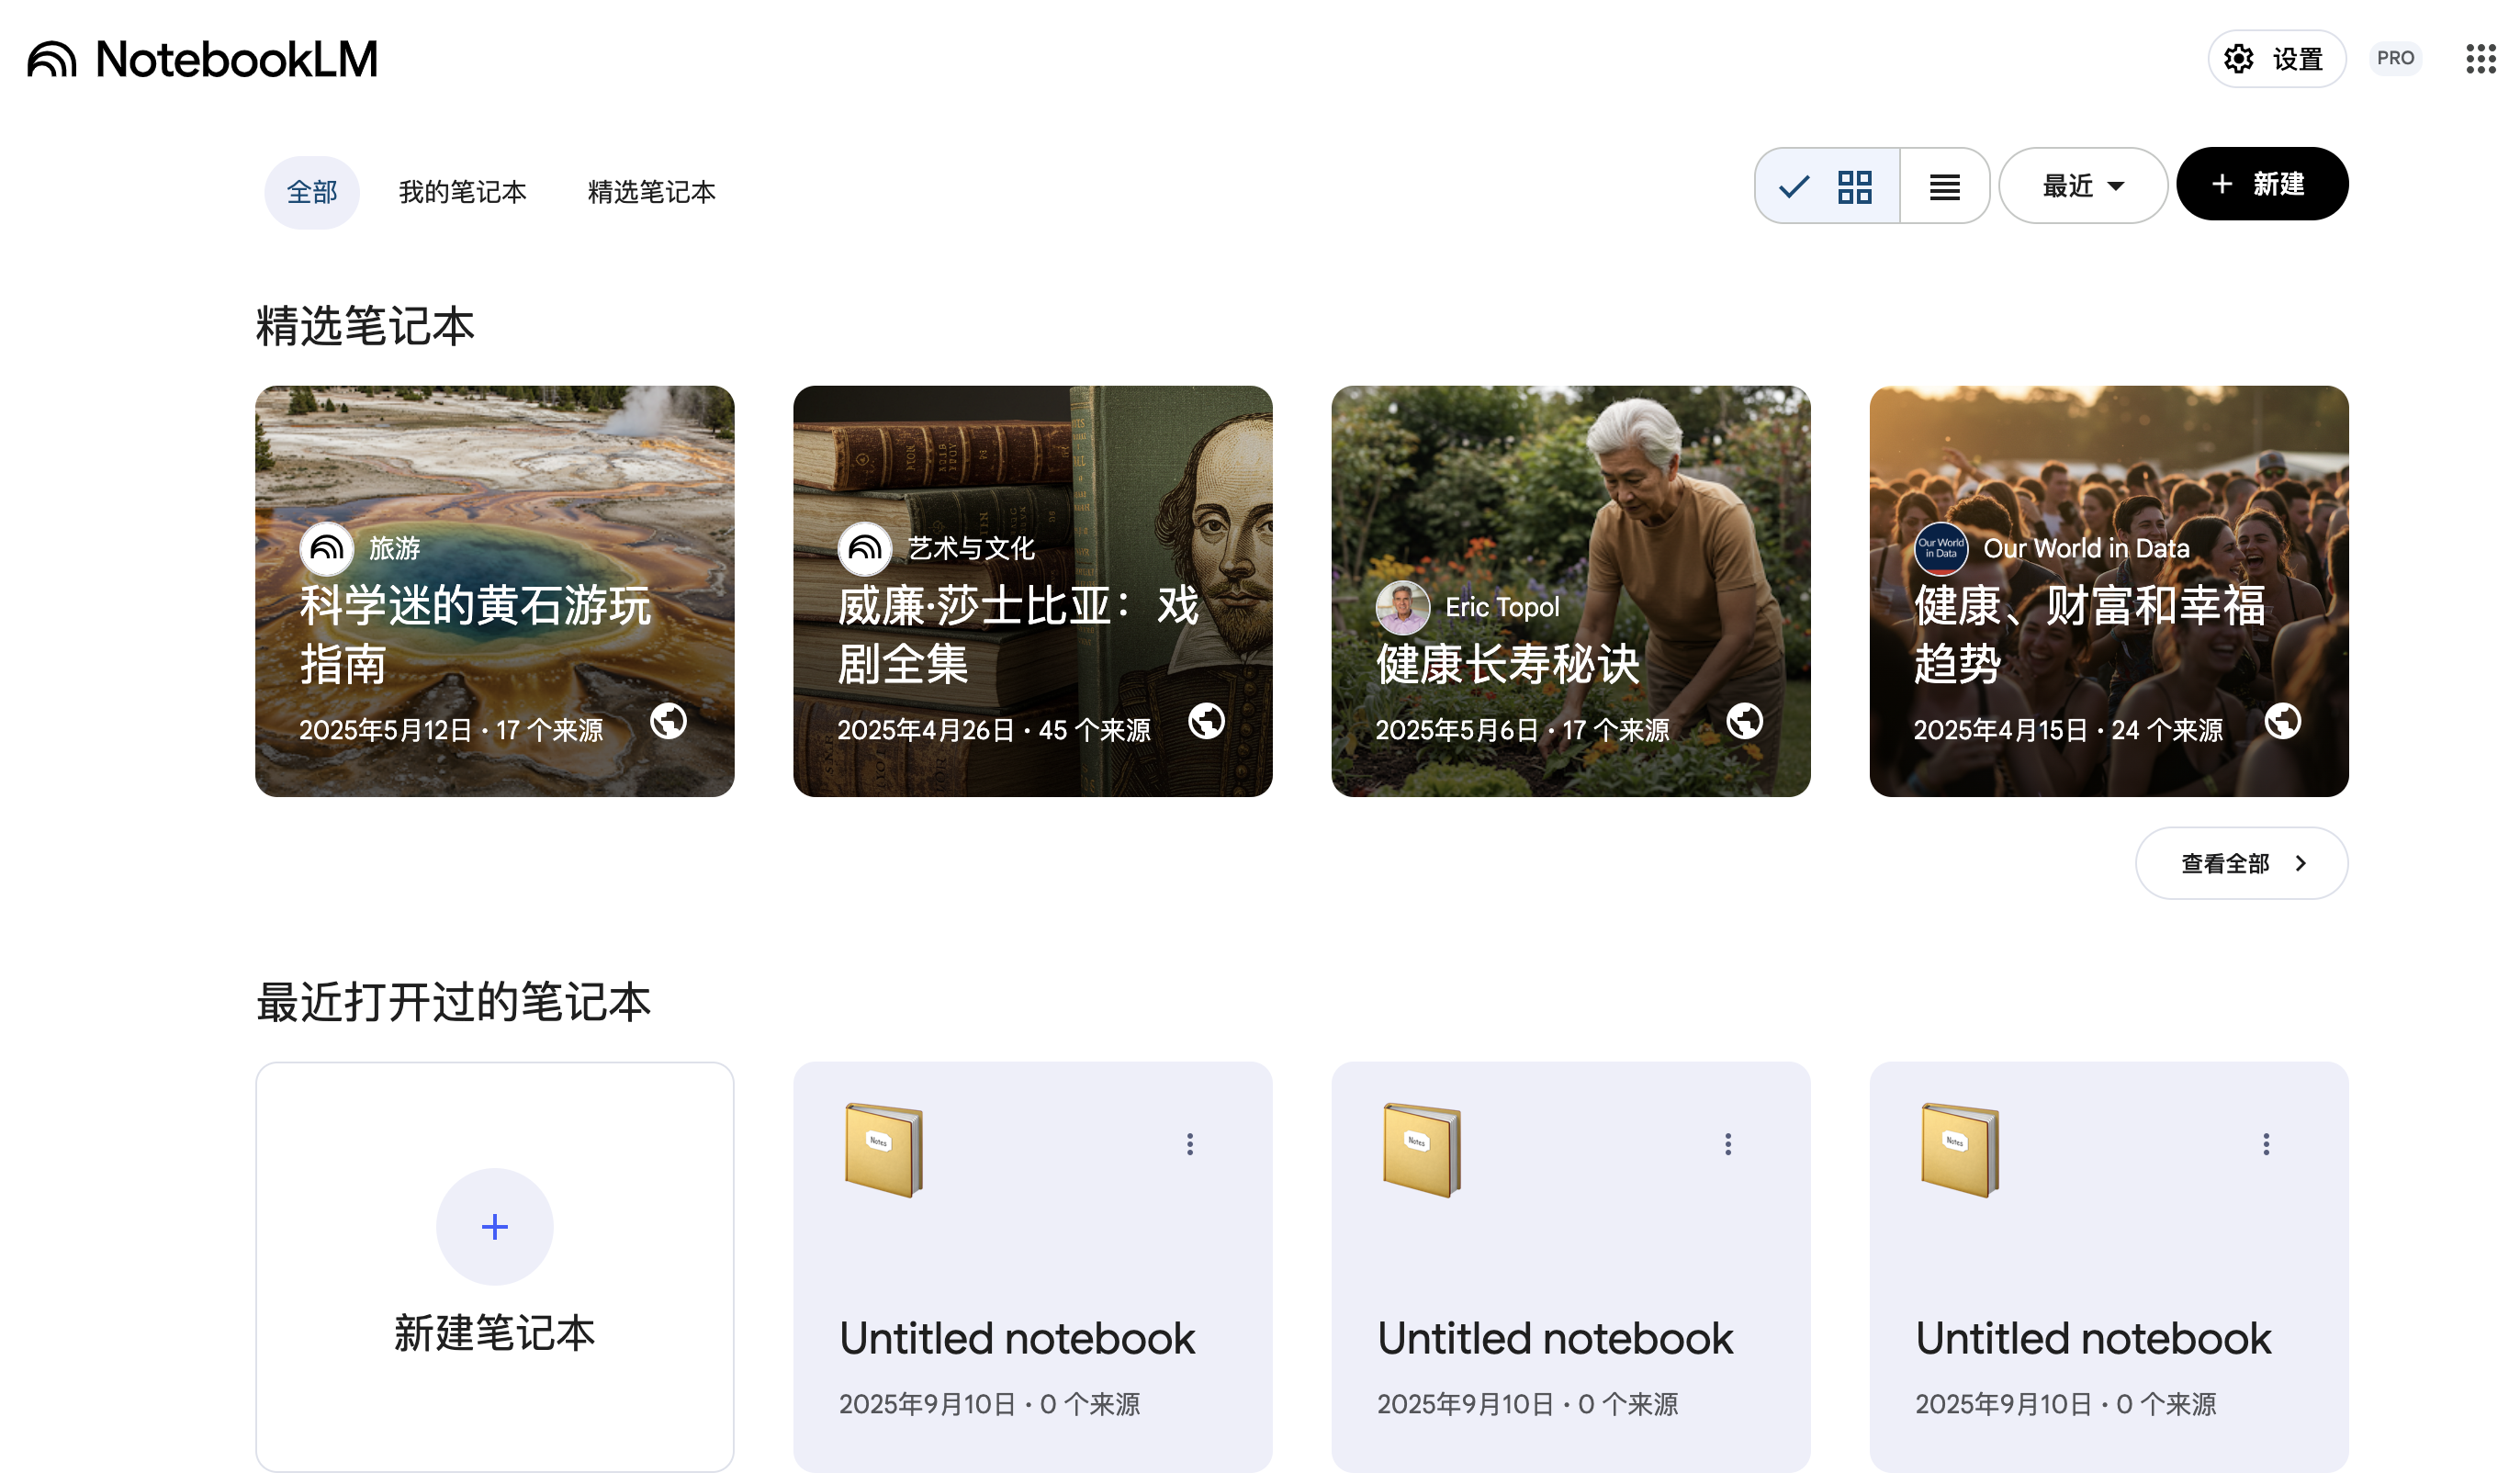 NotebookLM
设置
PRO
全部
我的笔记本
精选笔记本
最近
新建
精选笔记本
旅游
科学迷的黄石游玩
指南
2025年5月12日 · 17 个来源
艺术与文化
威廉·莎士比亚：戏
剧全集
2025年4月26日 · 45 个来源
Eric Topol
健康长寿秘诀
2025年5月6日 · 17 个来源
Our World
in Data
Our World in Data
健康、财富和幸福
趋势
2025年4月15日 · 24 个来源
查看全部
最近打开过的笔记本
新建笔记本
Notes
Untitled notebook
2025年9月10日 · 0 个来源
Notes
Untitled notebook
2025年9月10日 · 0 个来源
Notes
Untitled notebook
2025年9月10日 · 0 个来源